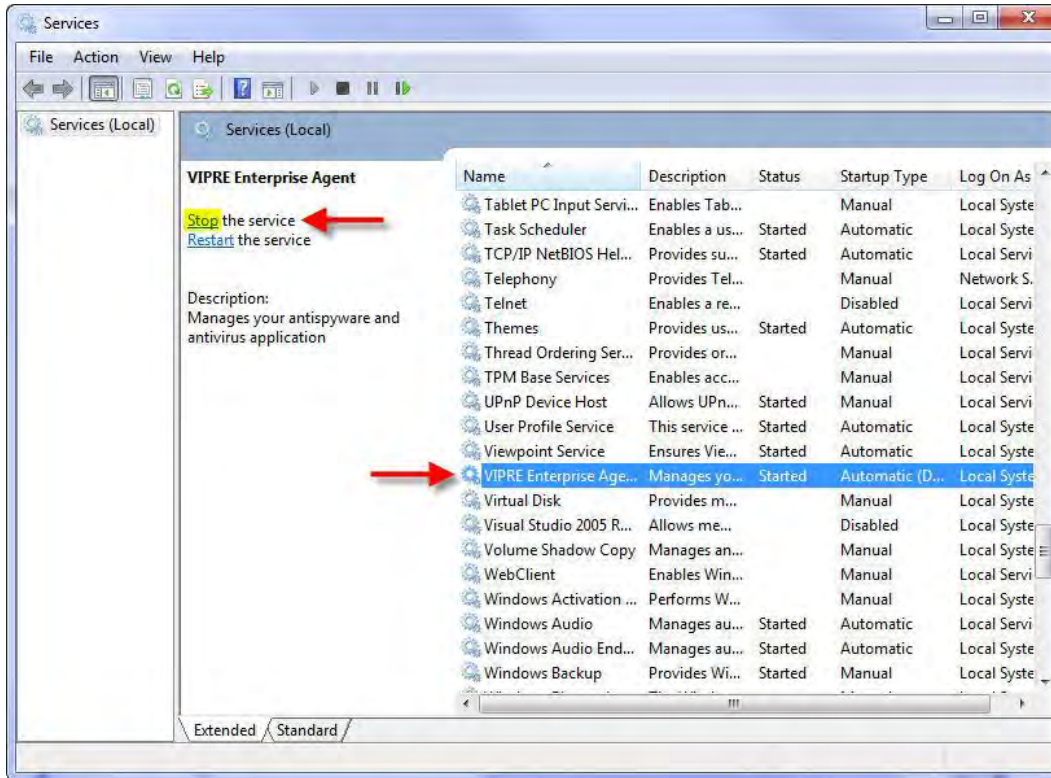 Services
File Action View Help
Services (Local)
Services (Local)
VIPRE Enterprise Agent
Stop the service
Restart the service
Description:
Manages your antispyware and
antivirus application
Name Description Status Startup Type Log On As
Tablet PC Input Servi... Enables Tab... Manual Local Syste
Task Scheduler Enables a us... Started Automatic Local Syste
TCP/IP NetBIOS Hel... Provides su... Started Automatic Local Servi
Telephony Provides Tel... Manual Network S.
Telnet Enables a re... Disabled Local Servi
Themes Provides us... Started Automatic Local Syste
Thread Ordering Ser... Provides or... Manual Local Servi
TPM Base Services Enables acc... Manual Local Servi
UPnP Device Host Allows UPn... Started Manual Local Servi
User Profile Service This service ... Started Automatic Local Syste
Viewpoint Service Ensures Vie... Started Automatic Local Syste
VIPRE Enterprise Age... Manages yo... Started Automatic (D... Local Syste
Virtual Disk Provides m... Manual Local Syste
Visual Studio 2005 R... Allows me... Disabled Local Syste
Volume Shadow Copy Manages an... Manual Local Syste
WebClient Enables Win... Manual Local Servi
Windows Activation ... Performs W... Manual Local Syste
Windows Audio Manages au... Started Automatic Local Servi
Windows Audio End... Manages au... Started Automatic Local Syste
Windows Backup Provides Wi... Started Manual Local Syste
Extended Standard